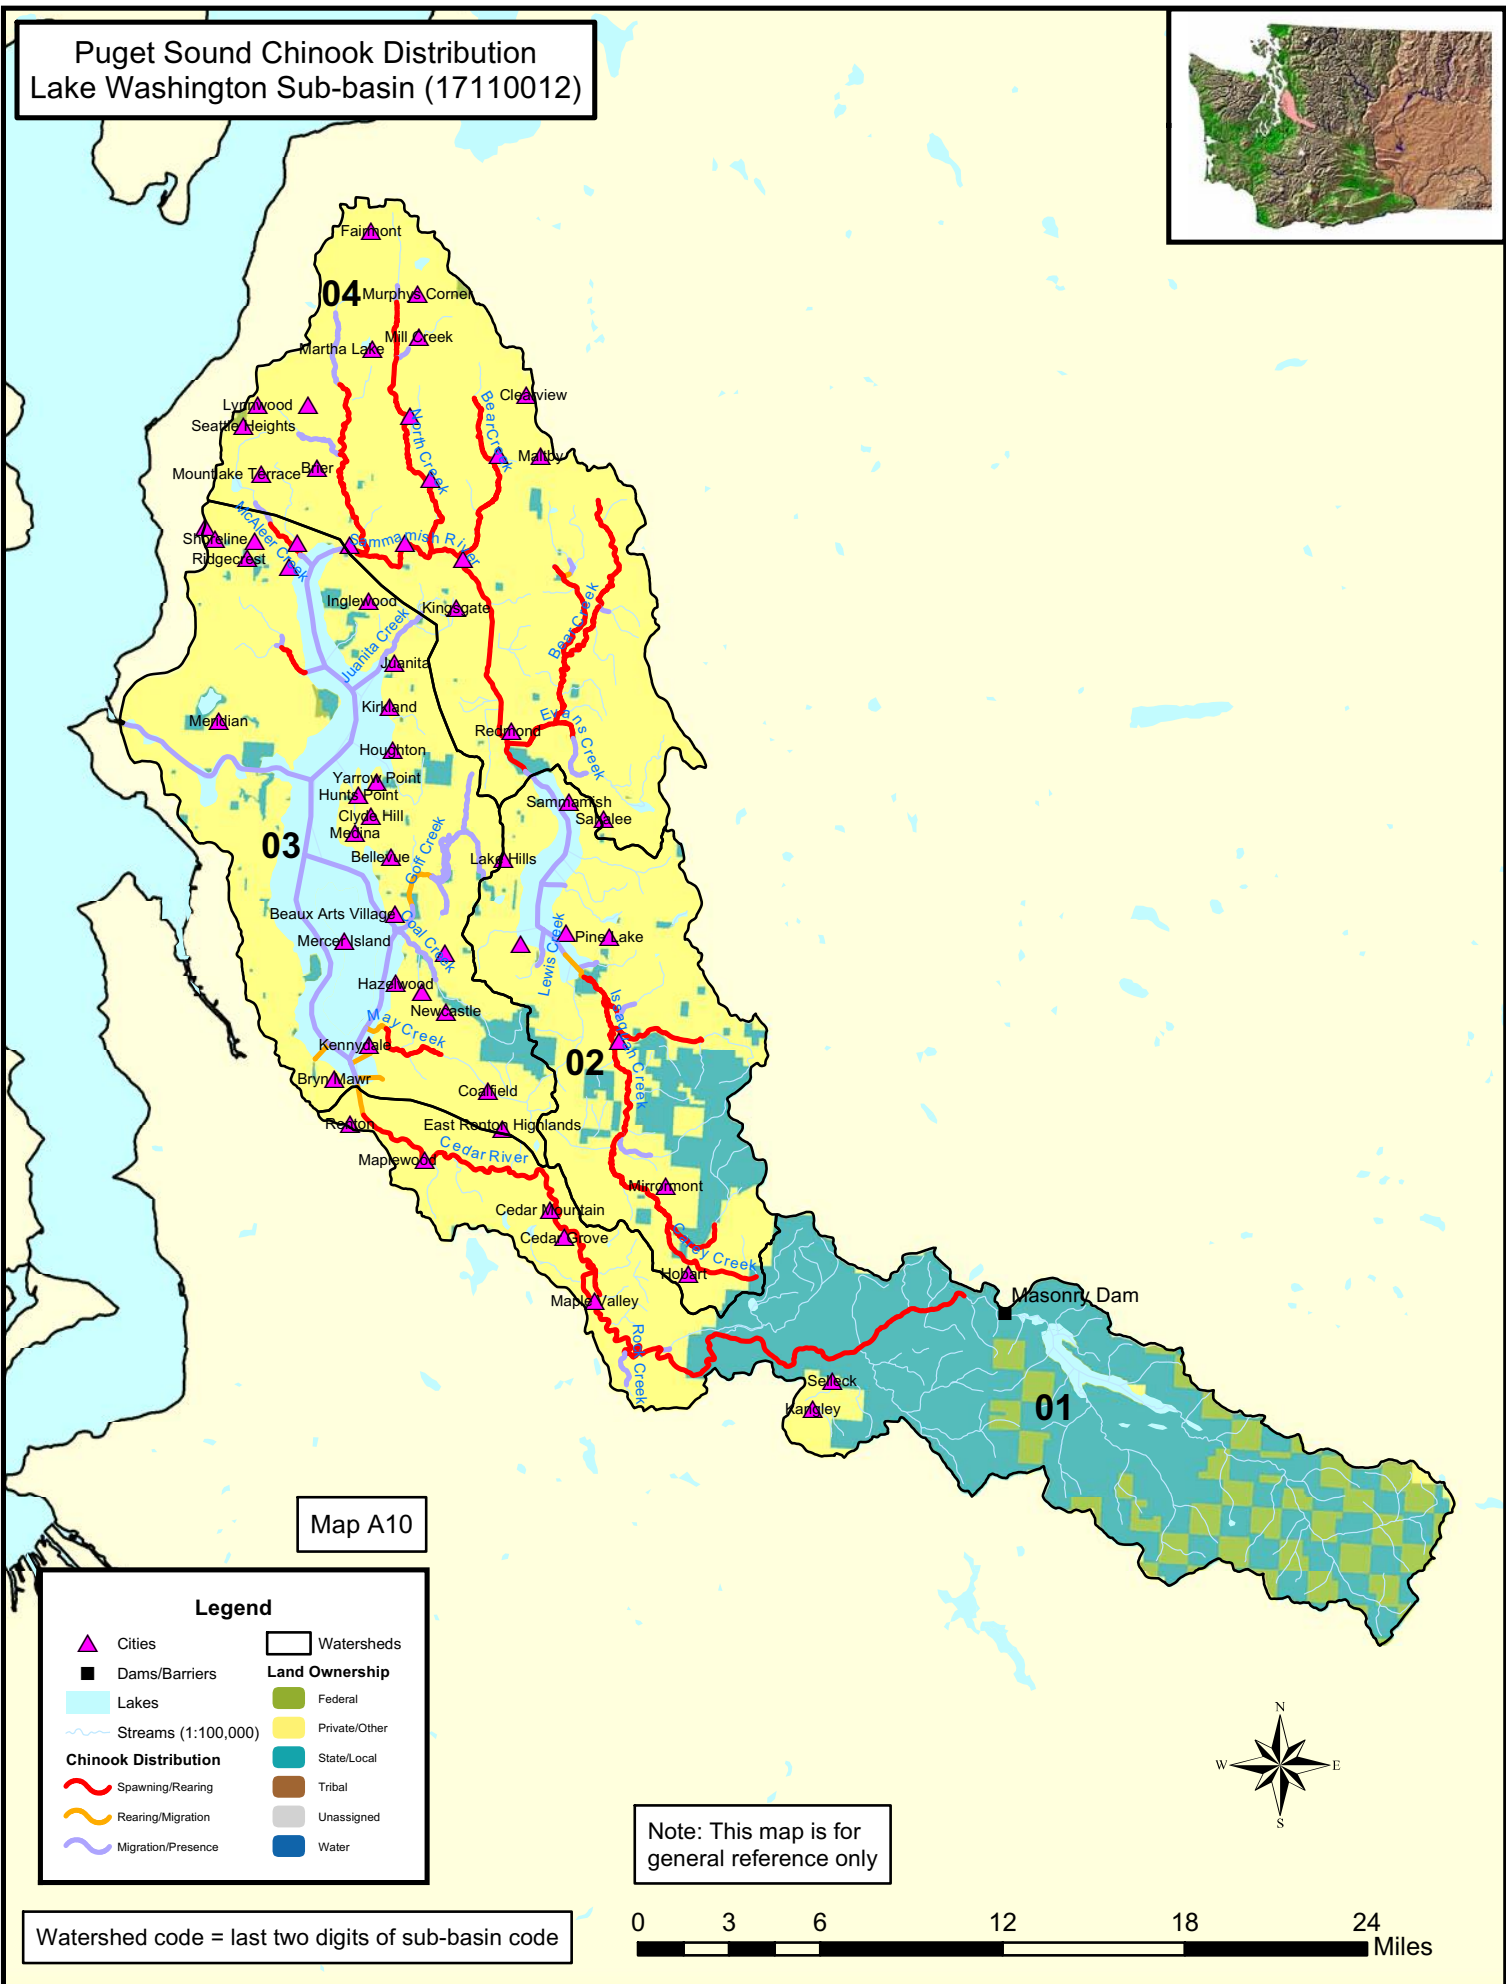 Puget Sound Chinook Distribution
Lake Washington Sub-basin (17110012)
Fairmont
04
Murphys Corner
Mill Creek
Martha Lake
Clearview
Lynnwood
Bear Creek
Seattle Heights
North Creek
Maltby
Brier
Mountlake Terrace
McAleer Creek
Shoreline
Sammamish River
Ridgecrest
Inglewood
Kingsgate
Juanita Creek
Bear Creek
Juanita
Kirkland
Meridian
Evans Creek
Redmond
Houghton
Yarrow Point
Hunts Point
Sammamish
Clyde Hill
Sahalee
Medina
03
Goff Creek
Bellevue
Lake Hills
Beaux Arts Village
Coal Creek
Mercer Island
Pine Lake
Lewis Creek
Hazelwood
Issaquah Creek
Newcastle
May Creek
Kennydale
02
Bryn Mawr
Coalfield
Renton
East Renton Highlands
Cedar River
Maplewood
Mirrormont
Cedar Mountain
Cedar Grove
Carey Creek
Hobart
Masonry Dam
Maple Valley
Rock Creek
Selleck
Kangley
01
Map A10
Legend
Cities
Dams/Barriers
Lakes
Streams (1:100,000)
Chinook Distribution
Spawning/Rearing
Rearing/Migration
Migration/Presence
Watersheds
Land Ownership
Federal
Private/Other
State/Local
Tribal
Unassigned
Water
N
W
E
S
Note: This map is for
general reference only
Watershed code = last two digits of sub-basin code
0 3 6 12 18 24
Miles